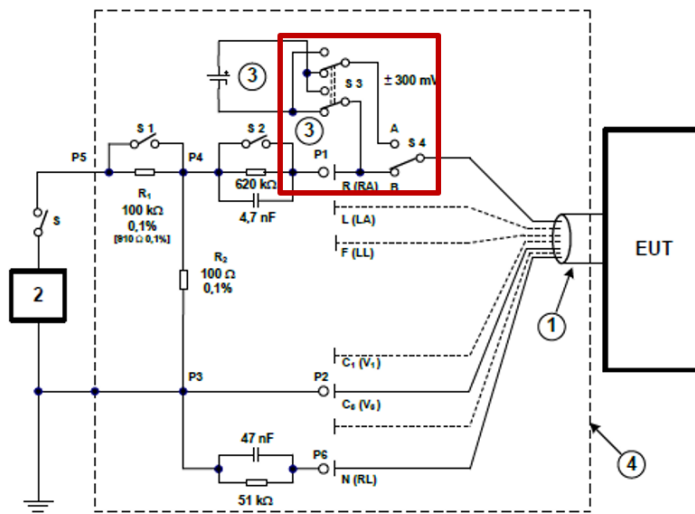 3
S 3
± 300 mV
3
S 1
S 2
A
S 4
P5
P4
P1
R (RA)
B
620 kΩ
R₁
100 kΩ
0,1%
[910 Ω 0,1%]
4,7 nF
L (LA)
S
F (LL)
EUT
R₂
100 Ω
0,1%
2
1
C₁ (V₁)
P3
P2
C₆ (V₆)
47 nF
P6
4
N (RL)
51 kΩ